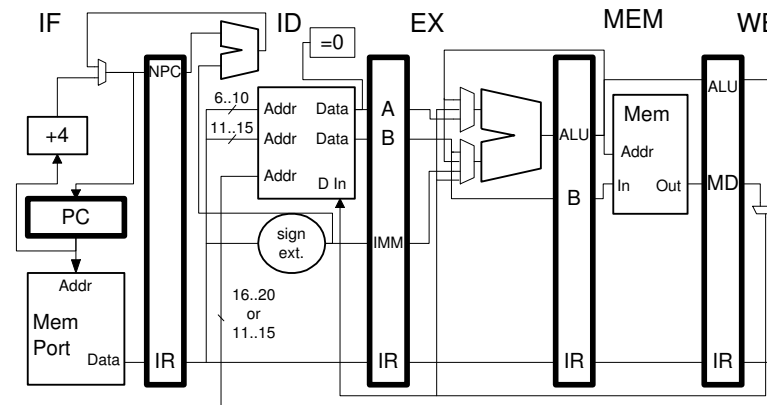 IF
ID
EX
MEM
WB
=0
NPC
+4
PC
Addr
Mem
Port
Data
IR
6..10
11..15
Addr
Data
Addr
Data
Addr
D In
sign
ext.
16..20
or
11..15
A
B
IMM
IR
ALU
B
IR
Mem
Addr
In
Out
ALU
MD
IR